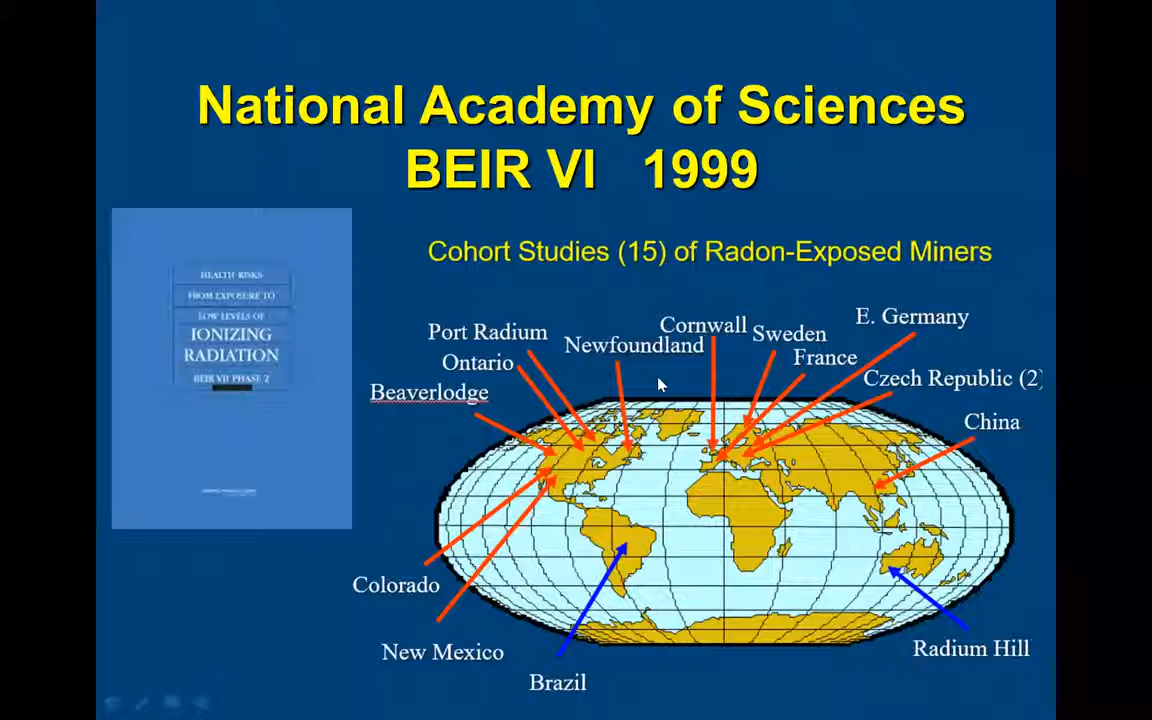 National Academy of Sciences
BEIR VI 1999
Cohort Studies (15) of Radon-Exposed Miners
HEALTH RISKS
FROM EXPOSURE TO
LOW LEVELS OF
IONIZING
RADIATION
BEIR VII PHASE 2
Port Radium
Ontario
Beaverlodge
Newfoundland
Cornwall
Sweden
France
E. Germany
Czech Republic (2)
China
Colorado
New Mexico
Brazil
Radium Hill